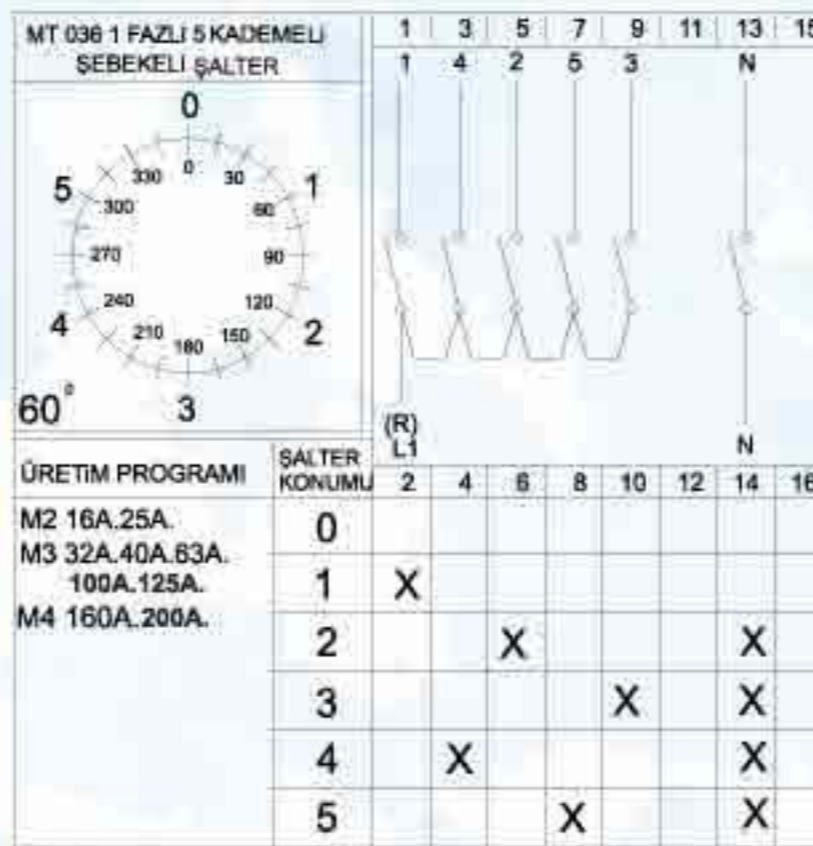 MT 036 1 FAZLI 5 KADEMELİ
ŞEBEKELİ ŞALTER
1 3 5 7 9 11 13 15
1 4 2 5 3 N
0
1
2
3
4
5
0
30
60
90
120
150
180
210
240
270
300
330
60°
(R)
L1
N
ÜRETİM PROGRAMI
ŞALTER
KONUMU
2 4 6 8 10 12 14 16
M2 16A.25A.
M3 32A.40A.63A.
100A.125A.
M4 160A.200A.
0
1 X
2 X X
3 X X
4 X X
5 X X